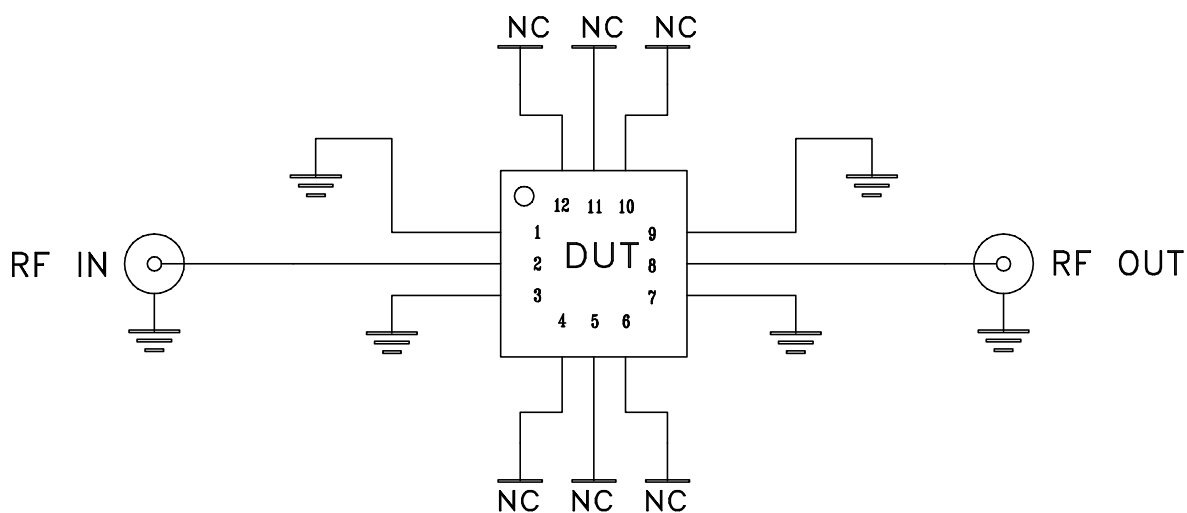 NC NC NC
12 11 10
1 9
RF IN 2 DUT 8 RF OUT
3 7
4 5 6
NC NC NC